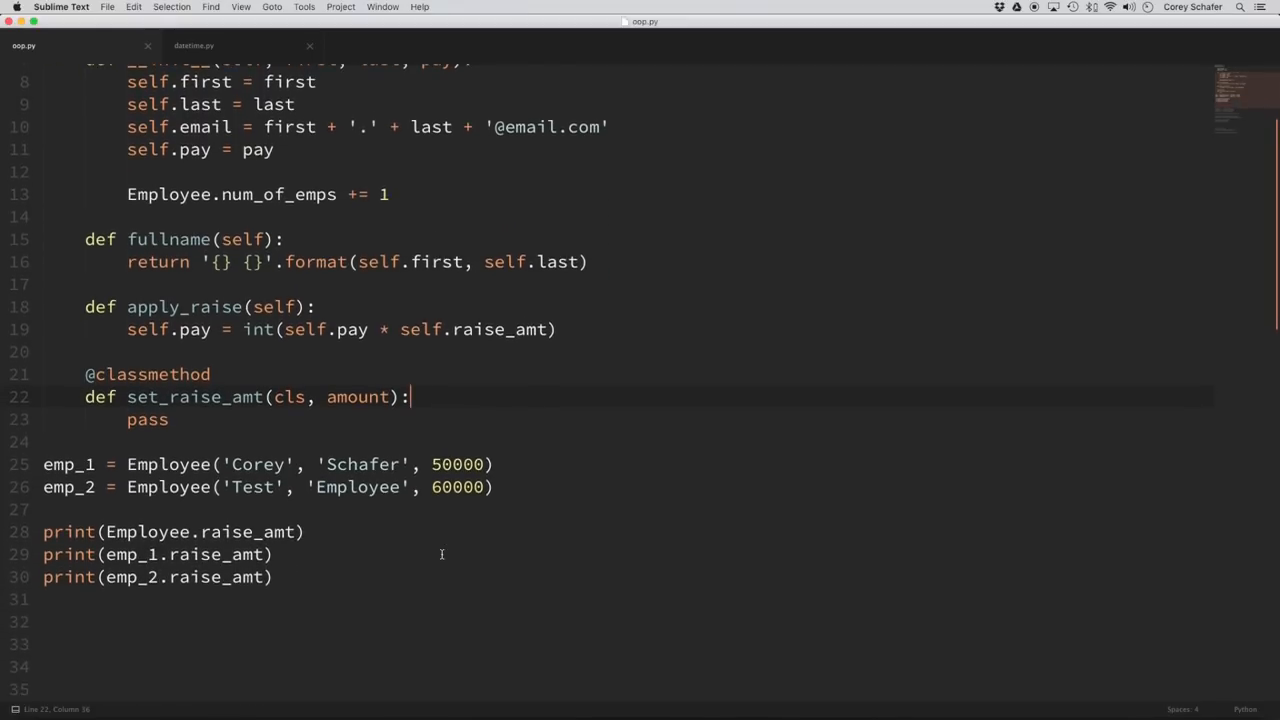 Sublime Text File Edit Selection Find View Goto Tools Project Window Help Corey Schafer
oop.py
oop.py datetime.py
8 self.first = first
9 self.last = last
10 self.email = first + '.' + last + '@email.com'
11 self.pay = pay
12
13 Employee.num_of_emps += 1
14
15 def fullname(self):
16 return '{} {}'.format(self.first, self.last)
17
18 def apply_raise(self):
19 self.pay = int(self.pay * self.raise_amt)
20
21 @classmethod
22 def set_raise_amt(cls, amount):
23 pass
24
25 emp_1 = Employee('Corey', 'Schafer', 50000)
26 emp_2 = Employee('Test', 'Employee', 60000)
27
28 print(Employee.raise_amt)
29 print(emp_1.raise_amt)
30 print(emp_2.raise_amt)
31
32
33
34
35
Line 22, Column 36 Spaces: 4 Python